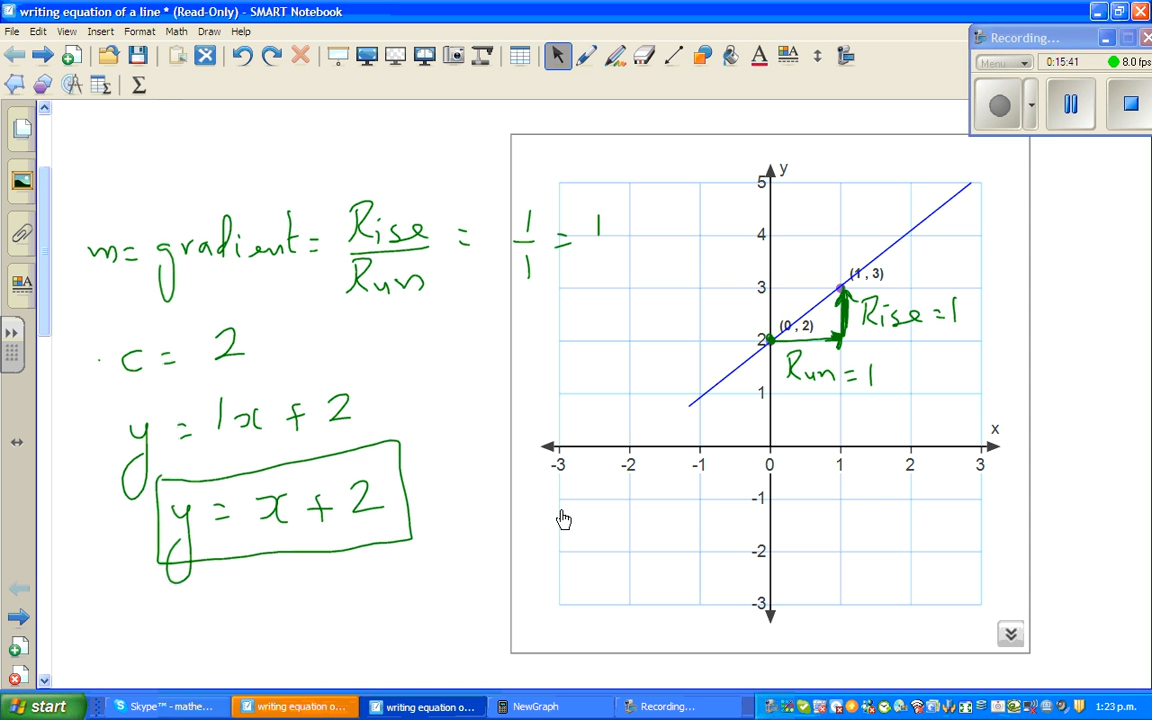 writing equation of a line * (Read-Only) - SMART Notebook
File Edit View Insert Format Math Draw Help
Recording...
Menu 0:15:41 8.0 fps
m= gradient = Rise/Run = 1/1 = 1
c = 2
y = 1x + 2
y = x + 2
y
5
4
3
2
1
(1 , 3)
(0 , 2)
Rise = 1
Run = 1
x
-3 -2 -1 0 1 2 3
-1
-2
-3
start Skype™ - mathe... writing equation o... writing equation o... NewGraph Recording... 1:23 p.m.